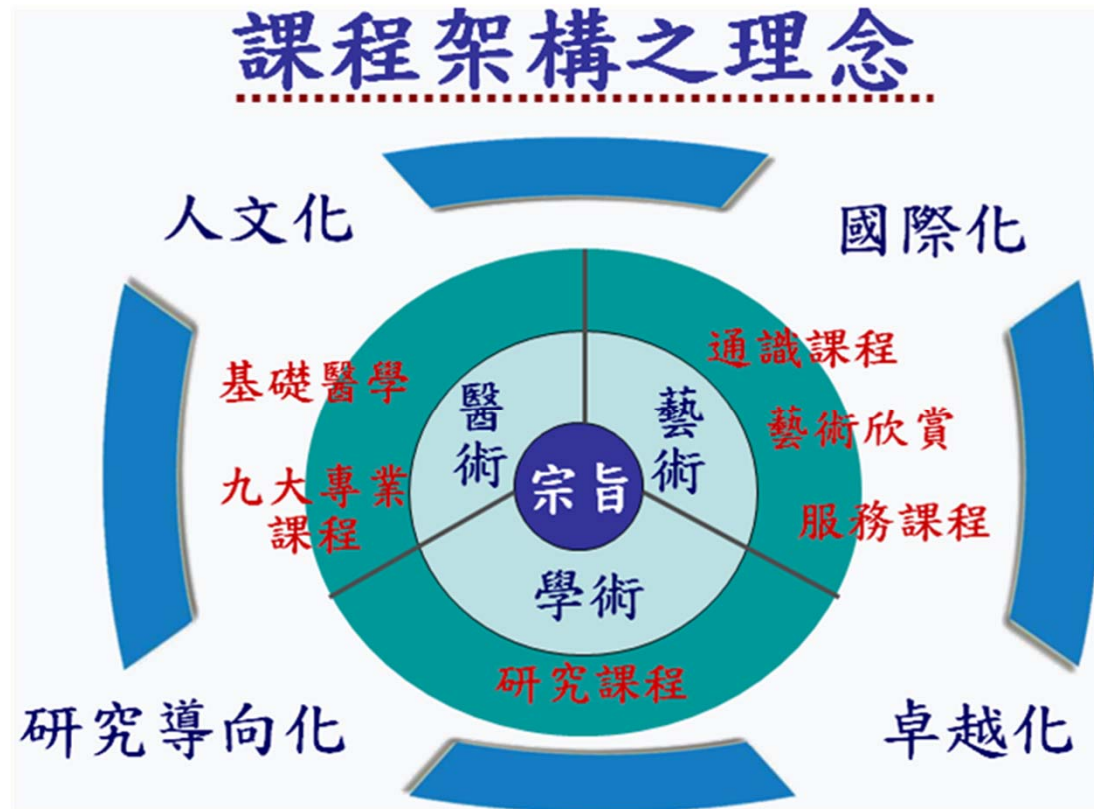 課程架構之理念
人文化
國際化
通識課程
基礎醫學
醫術
藝術
藝術欣賞
宗旨
九大專業
課程
服務課程
學術
研究課程
研究導向化
卓越化